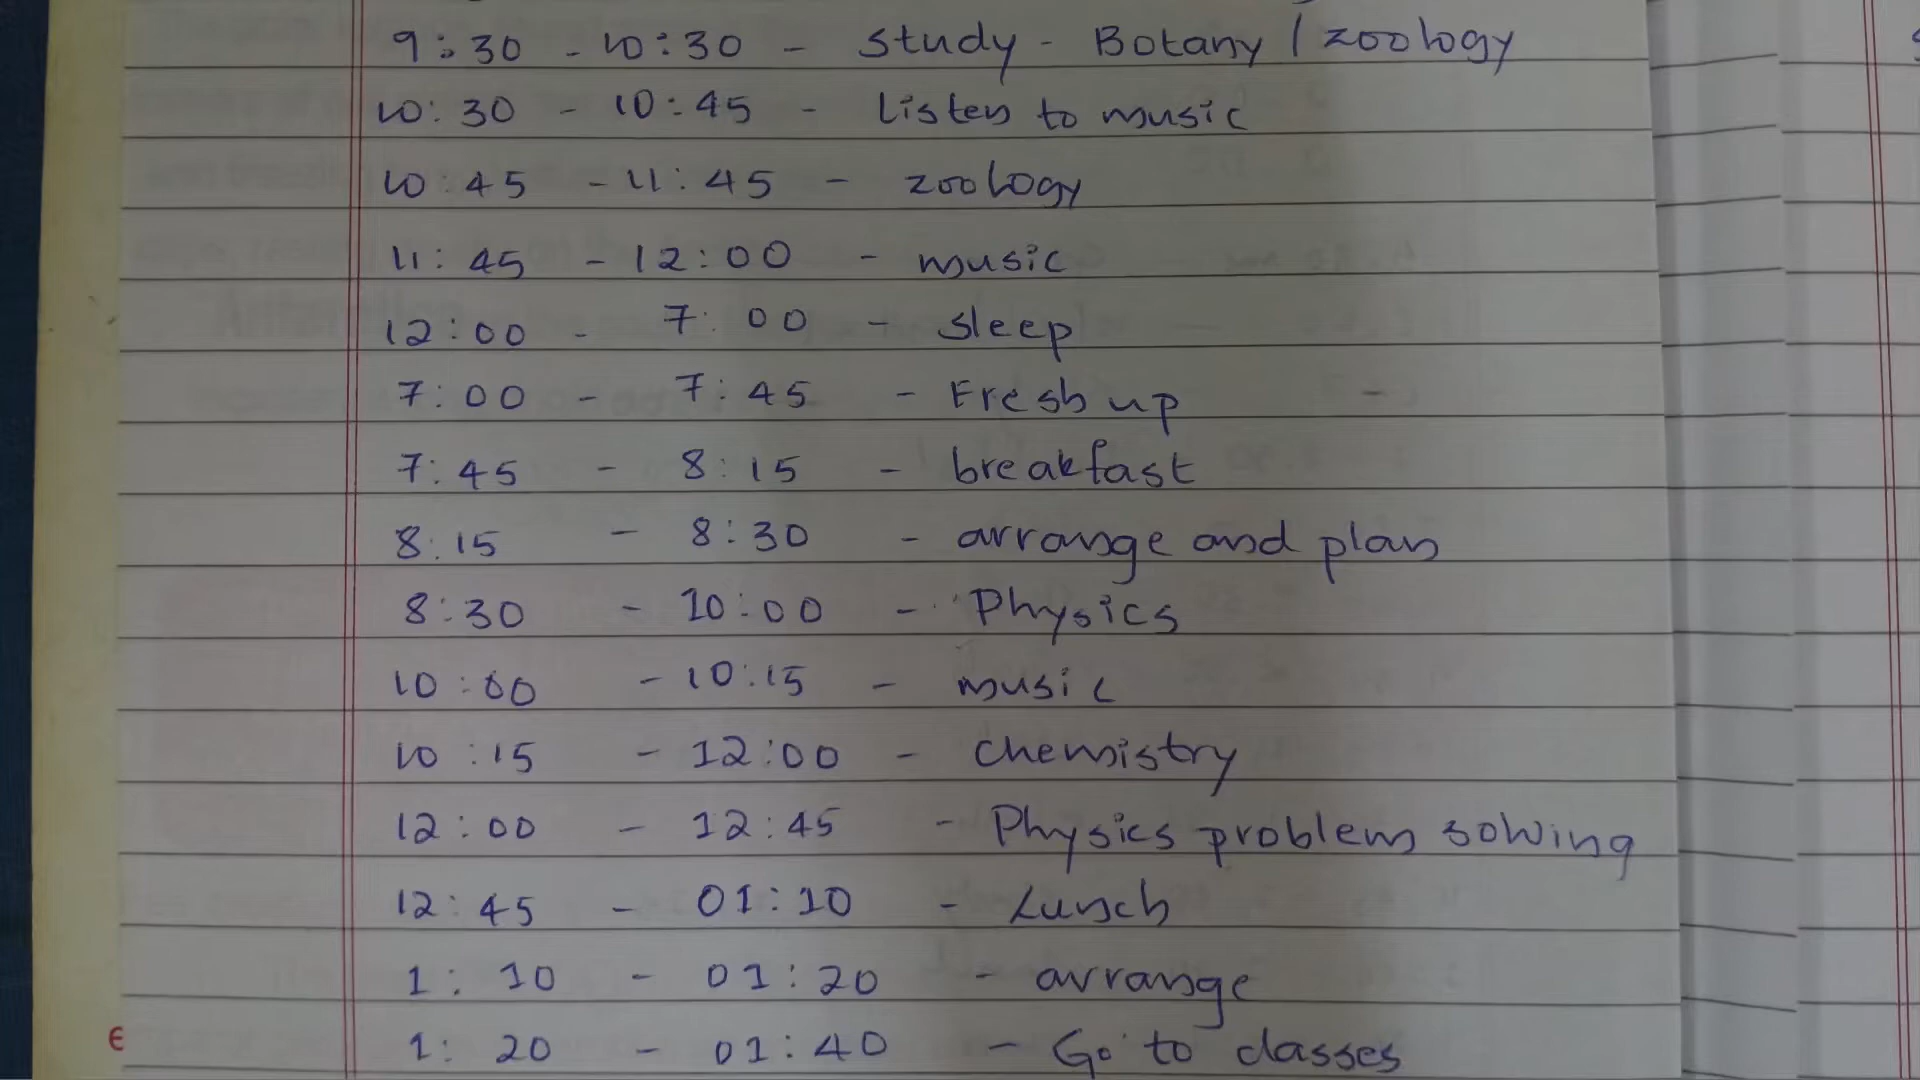 9:30 - 10:30 - Study - Botany / zoology
10:30 - 10:45 - Listen to music
10:45 - 11:45 - zoology
11:45 - 12:00 - music
12:00 - 7:00 - sleep
7:00 - 7:45 - Fresh up
7:45 - 8:15 - breakfast
8:15 - 8:30 - arrange and plan
8:30 - 10:00 - Physics
10:00 - 10:15 - music
10:15 - 12:00 - chemistry
12:00 - 12:45 - Physics problem solving
12:45 - 01:10 - Lunch
1:10 - 01:20 - arrange
1:20 - 01:40 - Go to classes